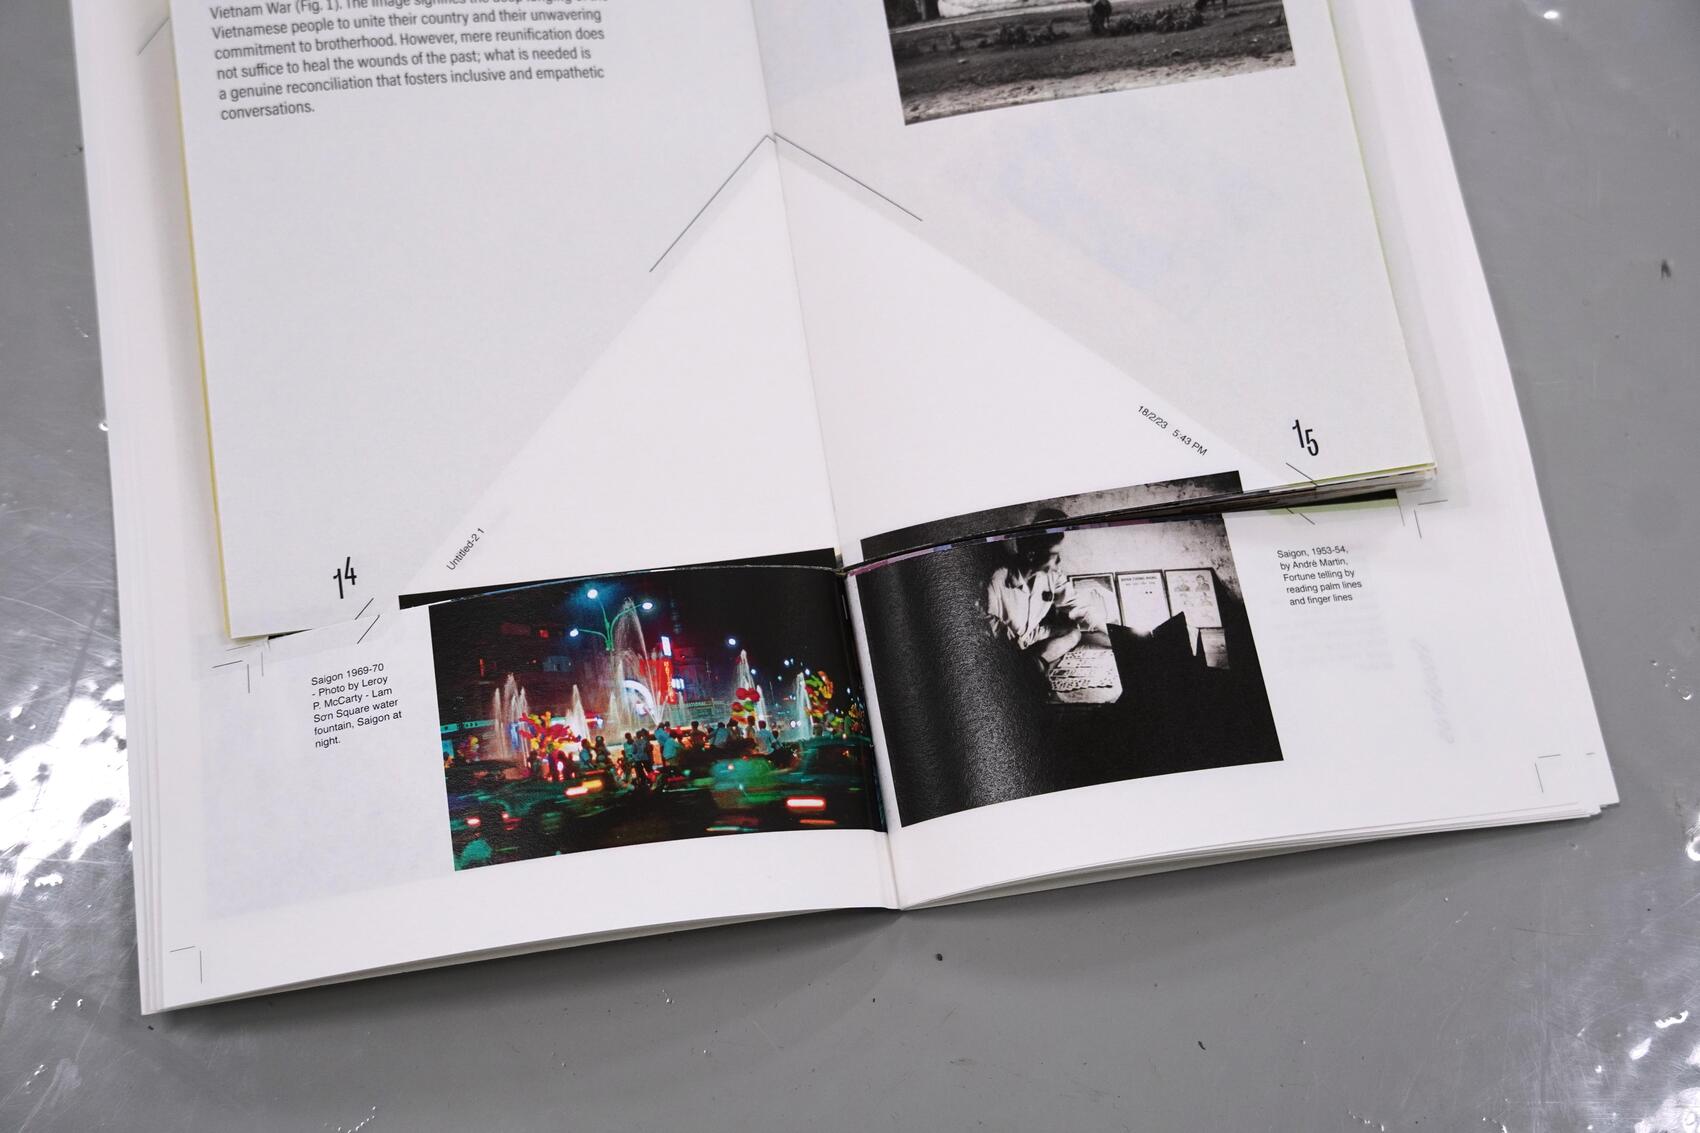 Vietnam War (Fig. 1). The image signifies the deep longing of the
Vietnamese people to unite their country and their unwavering
commitment to brotherhood. However, mere reunification does
not suffice to heal the wounds of the past; what is needed is
a genuine reconciliation that fosters inclusive and empathetic
conversations.
14
15
Untitled-2 1
18/2/23 5:43 PM
Saigon 1969-70
- Photo by Leroy
P. McCarty - Lam
Sơn Square water
fountain, Saigon at
night.
Saigon, 1953-54,
by André Martin,
Fortune telling by
reading palm lines
and finger lines